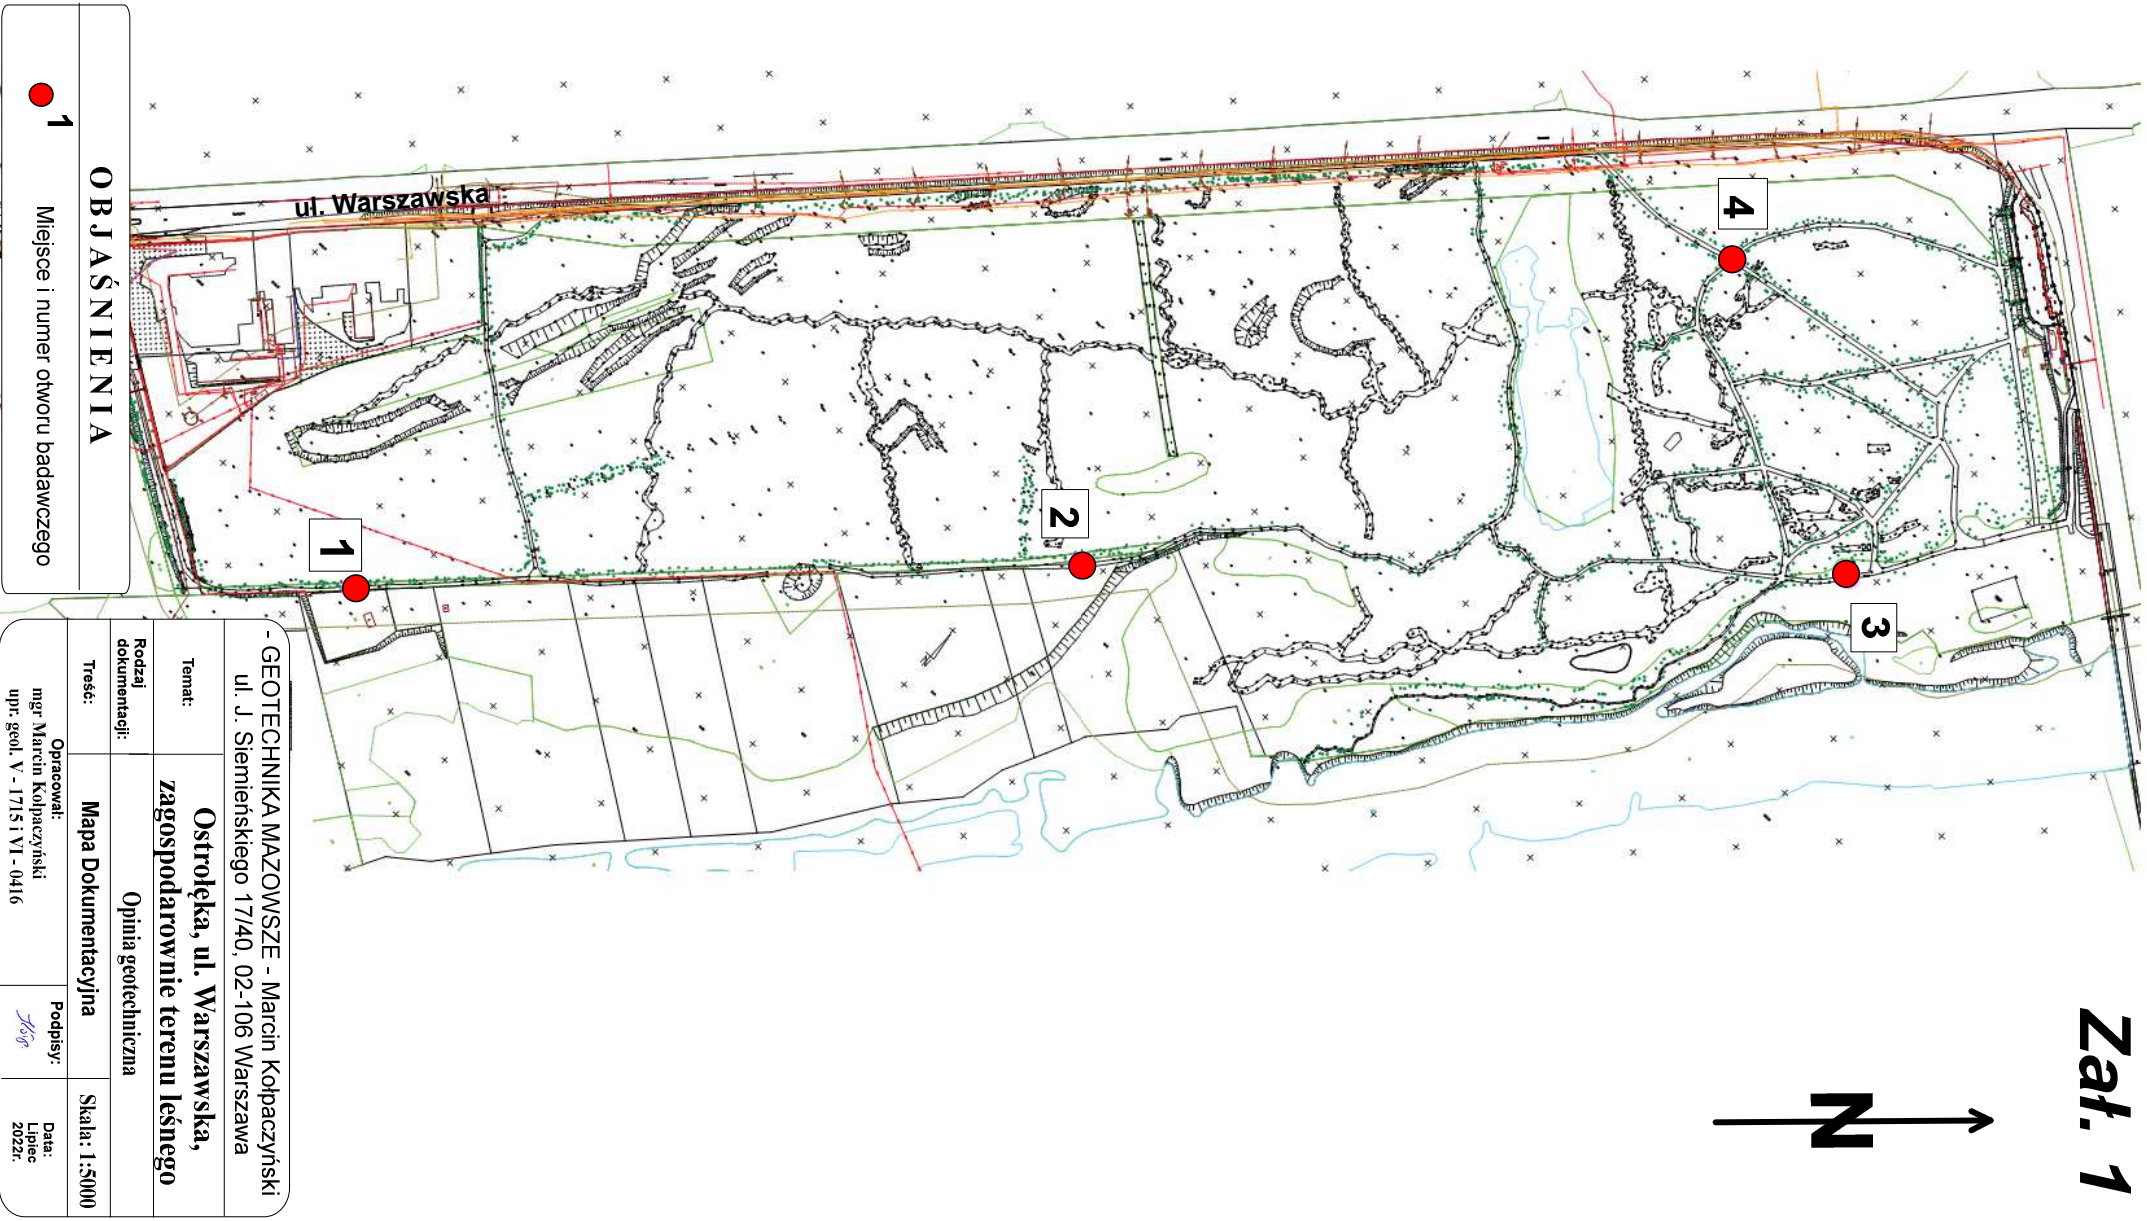 Zał. 1
N
ul. Warszawska
4
2
1
3
OBJAŚNIENIA
1
Miejsce i numer otworu badawczego
- GEOTECHNIKA MAZOWSZE - Marcin Kołpaczyński
ul. J. Siemieńskiego 17/40, 02-106 Warszawa
Temat:
Ostrołęka, ul. Warszawska,
zagospodarownie terenu leśnego
Rodzaj
dokumentacji:
Opinia geotechniczna
Treść:
Mapa Dokumentacyjna
Skala: 1:5000
Opracował:
mgr Marcin Kołpaczyński
upr. geol. V - 1715 i VI - 0416
Podpisy:
Data:
Lipiec
2022r.